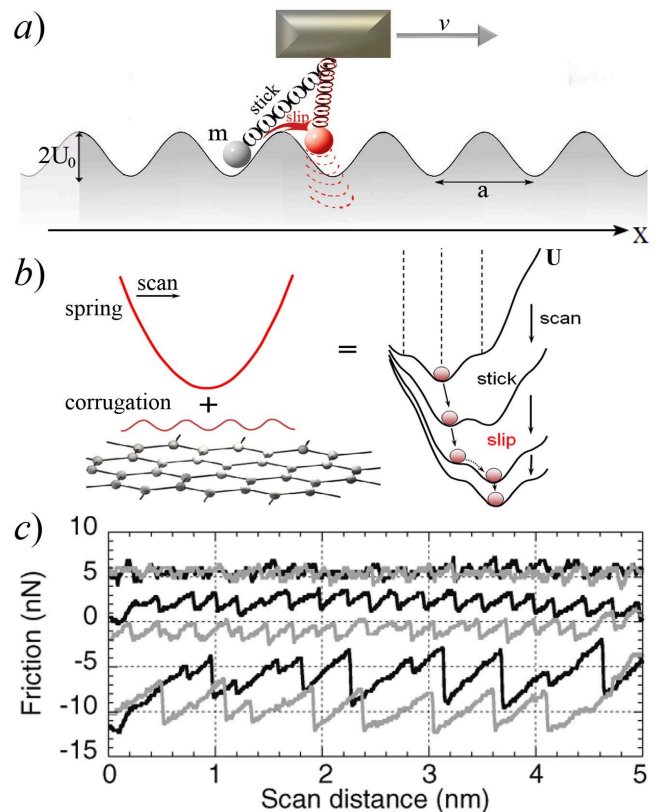 a)
v
stick
slip
m
2U₀
a
X
b)
U
scan
spring
scan
=
stick
corrugation
+
slip
c)
10
5
0
-5
-10
-15
Friction (nN)
0 1 2 3 4 5
Scan distance (nm)